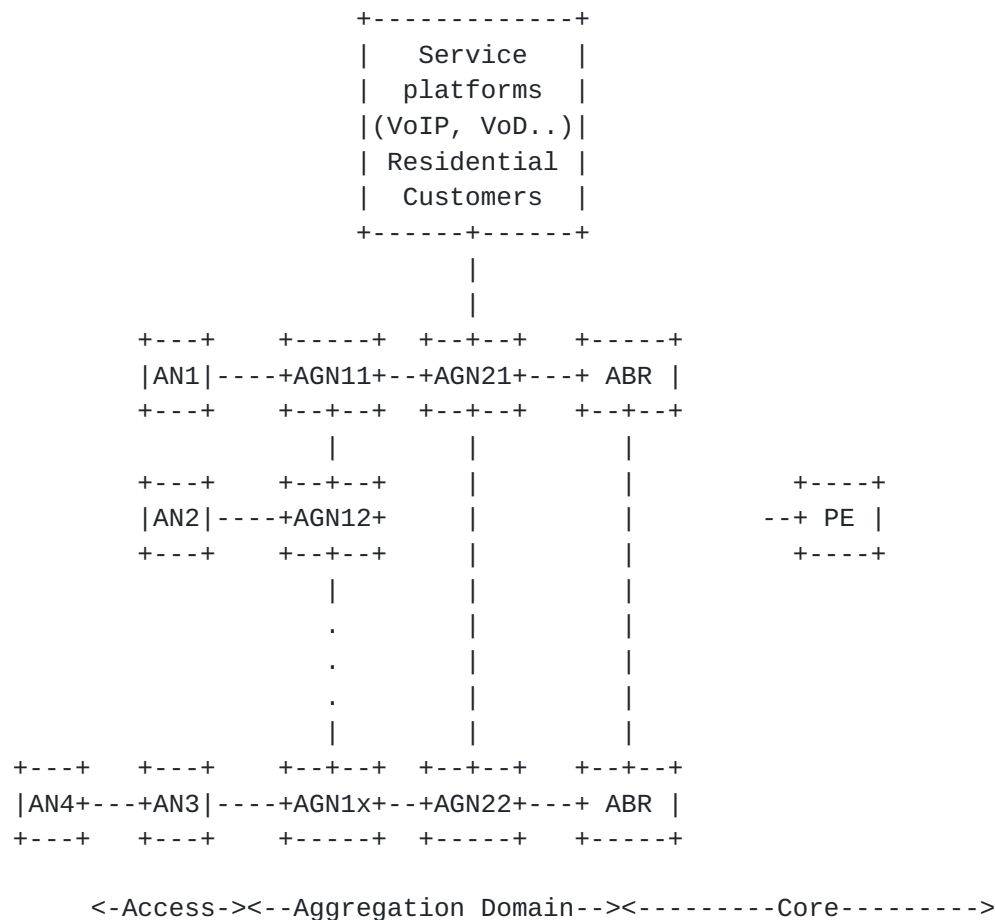 Service
platforms
(VoIP, VoD..)
Residential
Customers
AN1 AGN11 AGN21 ABR
AN2 AGN12 PE
AN4 AN3 AGN1x AGN22 ABR
<-Access-><--Aggregation Domain--><---------Core--------->